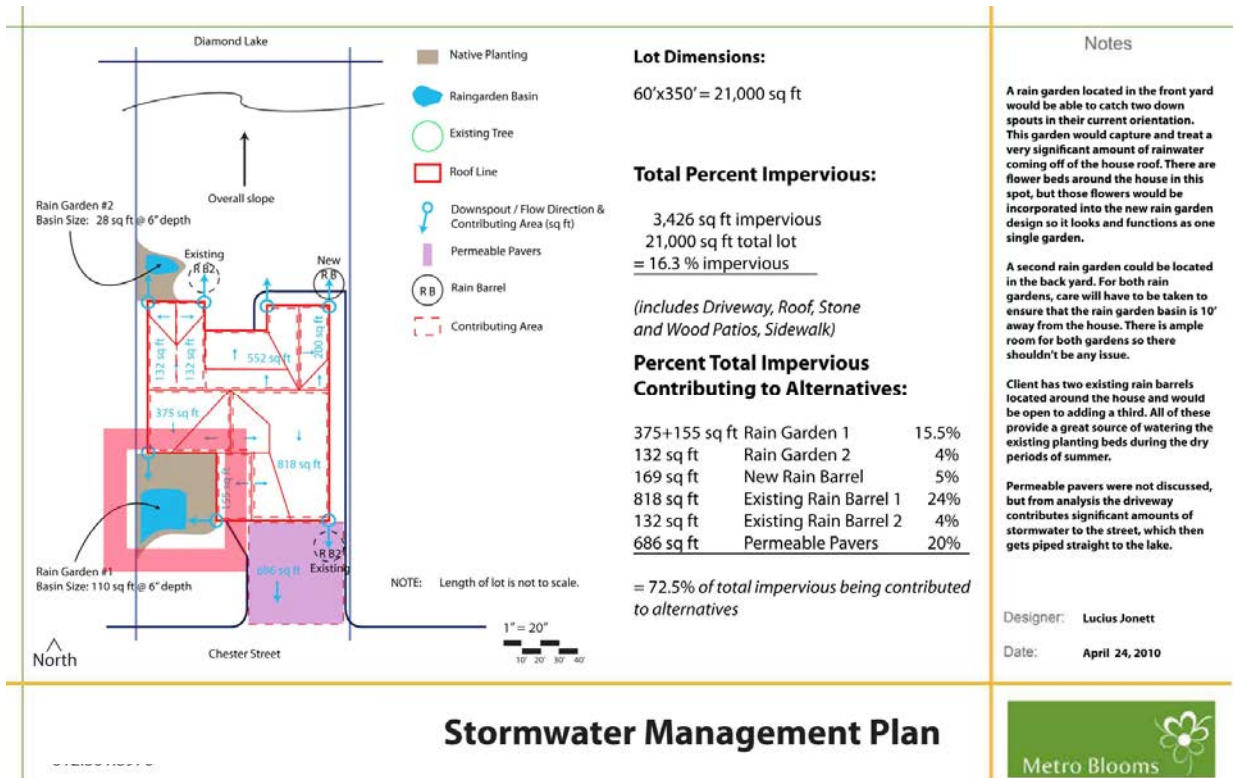 Diamond Lake
Overall slope
Rain Garden #2
Basin Size: 28 sq ft @ 6" depth
Existing
R B2
New
R B
132 sq ft
132 sq ft
552 sq ft
200 sq ft
375 sq ft
155 sq ft
818 sq ft
R B2
Existing
686 sq ft
Rain Garden #1
Basin Size: 110 sq ft @ 6" depth
North
Chester Street
Native Planting
Raingarden Basin
Existing Tree
Roof Line
Downspout / Flow Direction &
Contributing Area (sq ft)
Permeable Pavers
R B
Rain Barrel
Contributing Area
NOTE: Length of lot is not to scale.
1" = 20"
10' 20' 30' 40'
Lot Dimensions:
60'x350' = 21,000 sq ft
Total Percent Impervious:
3,426 sq ft impervious
21,000 sq ft total lot
= 16.3 % impervious
(includes Driveway, Roof, Stone
and Wood Patios, Sidewalk)
Percent Total Impervious
Contributing to Alternatives:
375+155 sq ft Rain Garden 1 15.5%
132 sq ft Rain Garden 2 4%
169 sq ft New Rain Barrel 5%
818 sq ft Existing Rain Barrel 1 24%
132 sq ft Existing Rain Barrel 2 4%
686 sq ft Permeable Pavers 20%
= 72.5% of total impervious being contributed
to alternatives
Notes
A rain garden located in the front yard
would be able to catch two down
spouts in their current orientation.
This garden would capture and treat a
very significant amount of rainwater
coming off of the house roof. There are
flower beds around the house in this
spot, but those flowers would be
incorporated into the new rain garden
design so it looks and functions as one
single garden.
A second rain garden could be located
in the back yard. For both rain
gardens, care will have to be taken to
ensure that the rain garden basin is 10'
away from the house. There is ample
room for both gardens so there
shouldn't be any issue.
Client has two existing rain barrels
located around the house and would
be open to adding a third. All of these
provide a great source of watering the
existing planting beds during the dry
periods of summer.
Permeable pavers were not discussed,
but from analysis the driveway
contributes significant amounts of
stormwater to the street, which then
gets piped straight to the lake.
Designer: Lucius Jonett
Date: April 24, 2010
Stormwater Management Plan
Metro Blooms